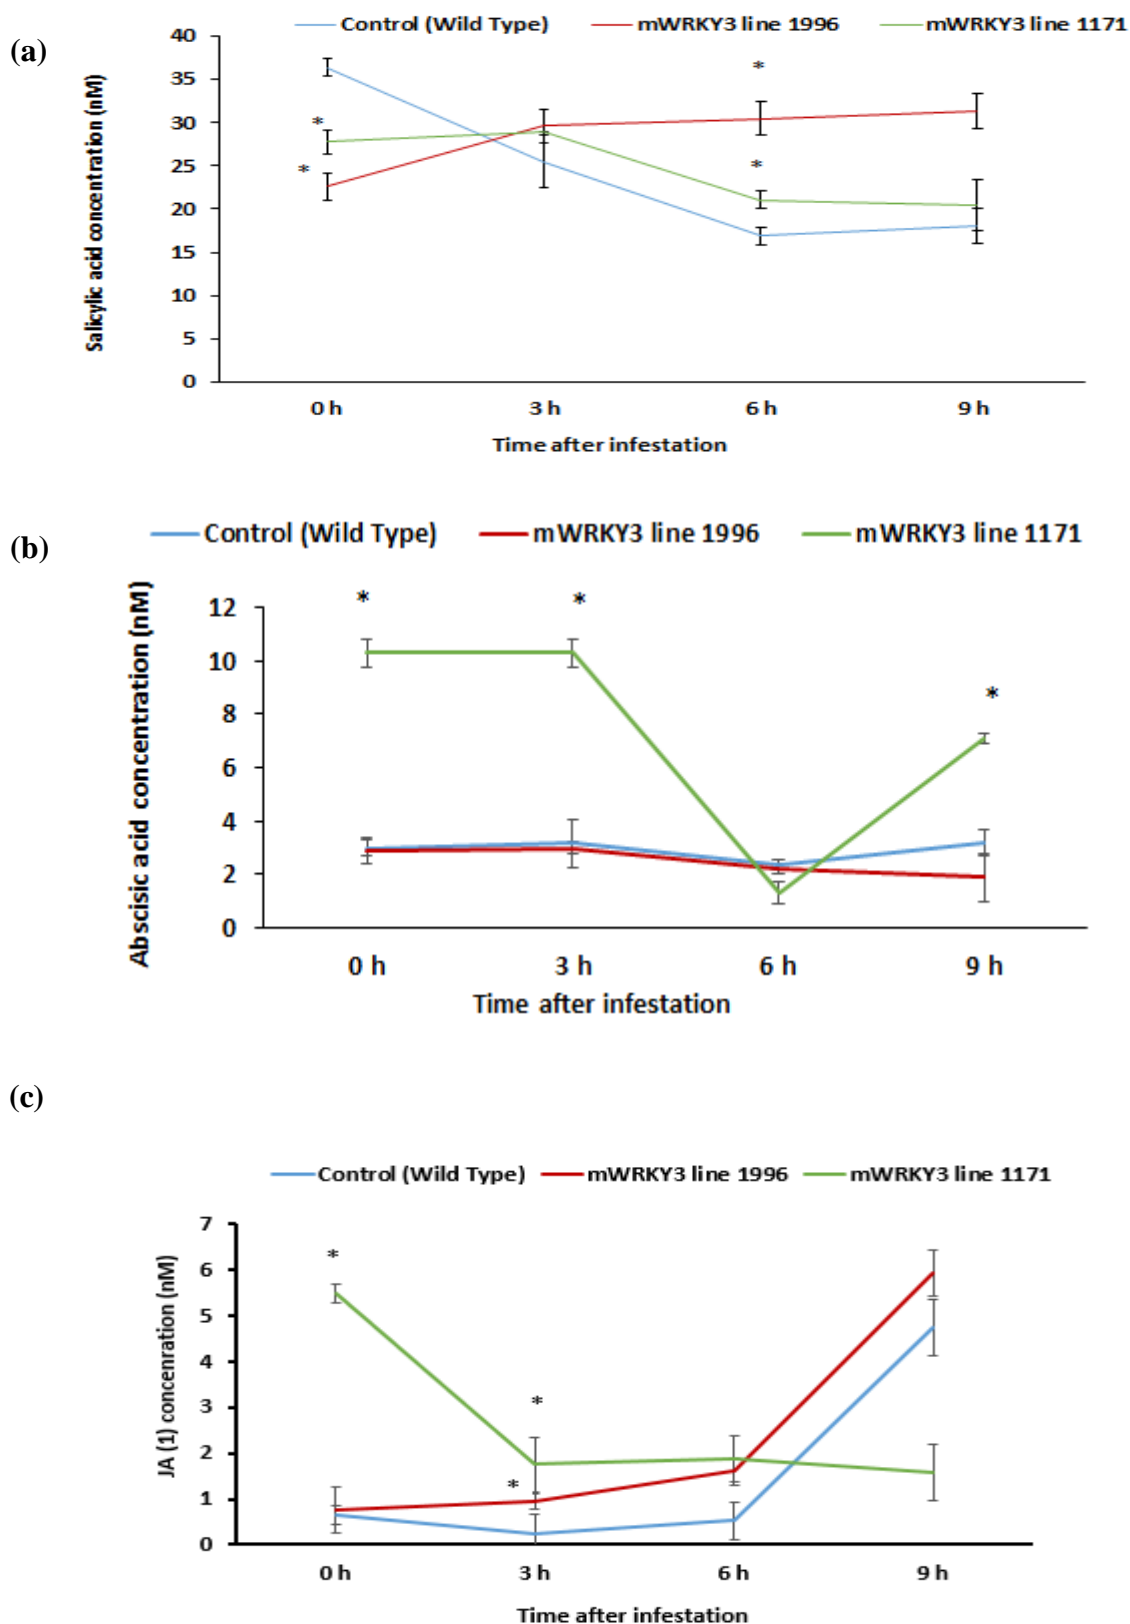 (a)
Control (Wild Type) mWRKY3 line 1996 mWRKY3 line 1171
Salicylic acid concentration (nM)
40
35
30
25
20
15
10
5
0
*
*
*
*
0 h 3 h 6 h 9 h
Time after infestation
(b)
Control (Wild Type) mWRKY3 line 1996 mWRKY3 line 1171
Abscisic acid concentration (nM)
12
10
8
6
4
2
0
* *
*
0 h 3 h 6 h 9 h
Time after infestation
(c)
Control (Wild Type) mWRKY3 line 1996 mWRKY3 line 1171
JA (1) concenration (nM)
7
6
5
4
3
2
1
0
*
*
*
0 h 3 h 6 h 9 h
Time after infestation